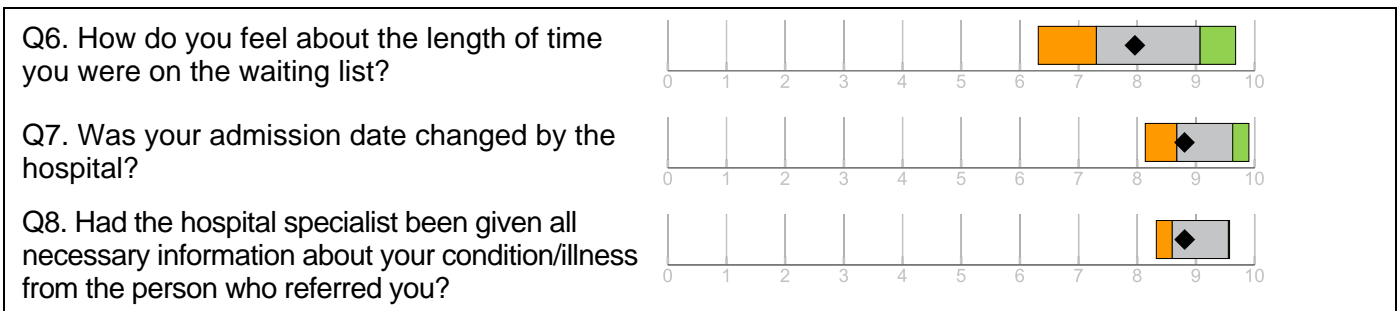 Q6. How do you feel about the length of time
you were on the waiting list?
0 1 2 3 4 5 6 7 8 9 10
Q7. Was your admission date changed by the
hospital?
0 1 2 3 4 5 6 7 8 9 10
Q8. Had the hospital specialist been given all
necessary information about your condition/illness
from the person who referred you?
0 1 2 3 4 5 6 7 8 9 10